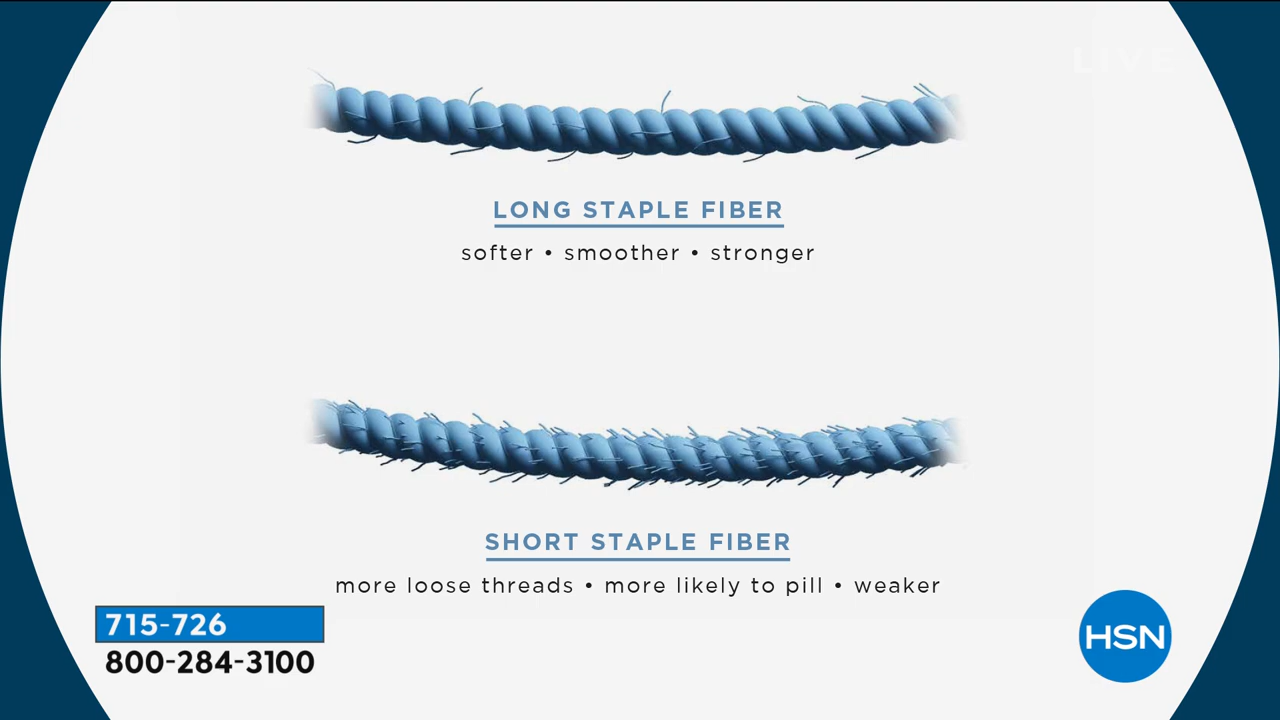 LIVE
LONG STAPLE FIBER
softer • smoother • stronger
SHORT STAPLE FIBER
more loose threads • more likely to pill • weaker
715-726
800-284-3100
HSN